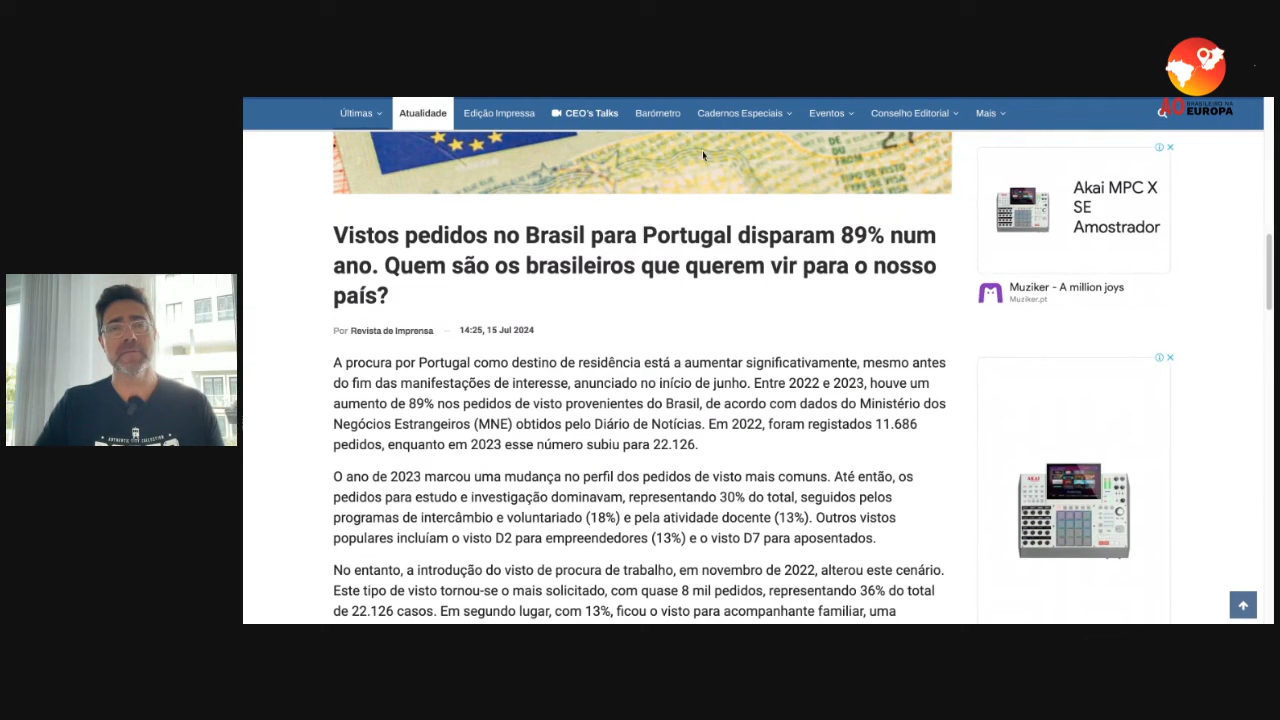 BRASILEIRO NA
EUROPA
Últimas
Atualidade
Edição Impressa
CEO's Talks
Barómetro
Cadernos Especiais
Eventos
Conselho Editorial
Mais
DE
DU
TIPO DE VISTO
Vistos pedidos no Brasil para Portugal disparam 89% num
ano. Quem são os brasileiros que querem vir para o nosso
país?
Por Revista de Imprensa — 14:25, 15 Jul 2024
A procura por Portugal como destino de residência está a aumentar significativamente, mesmo antes
do fim das manifestações de interesse, anunciado no início de junho. Entre 2022 e 2023, houve um
aumento de 89% nos pedidos de visto provenientes do Brasil, de acordo com dados do Ministério dos
Negócios Estrangeiros (MNE) obtidos pelo Diário de Notícias. Em 2022, foram registados 11.686
pedidos, enquanto em 2023 esse número subiu para 22.126.
O ano de 2023 marcou uma mudança no perfil dos pedidos de visto mais comuns. Até então, os
pedidos para estudo e investigação dominavam, representando 30% do total, seguidos pelos
programas de intercâmbio e voluntariado (18%) e pela atividade docente (13%). Outros vistos
populares incluíam o visto D2 para empreendedores (13%) e o visto D7 para aposentados.
No entanto, a introdução do visto de procura de trabalho, em novembro de 2022, alterou este cenário.
Este tipo de visto tornou-se o mais solicitado, com quase 8 mil pedidos, representando 36% do total
de 22.126 casos. Em segundo lugar, com 13%, ficou o visto para acompanhante familiar, uma
Akai MPC X
SE
Amostrador
Muziker - A million joys
Muziker.pt